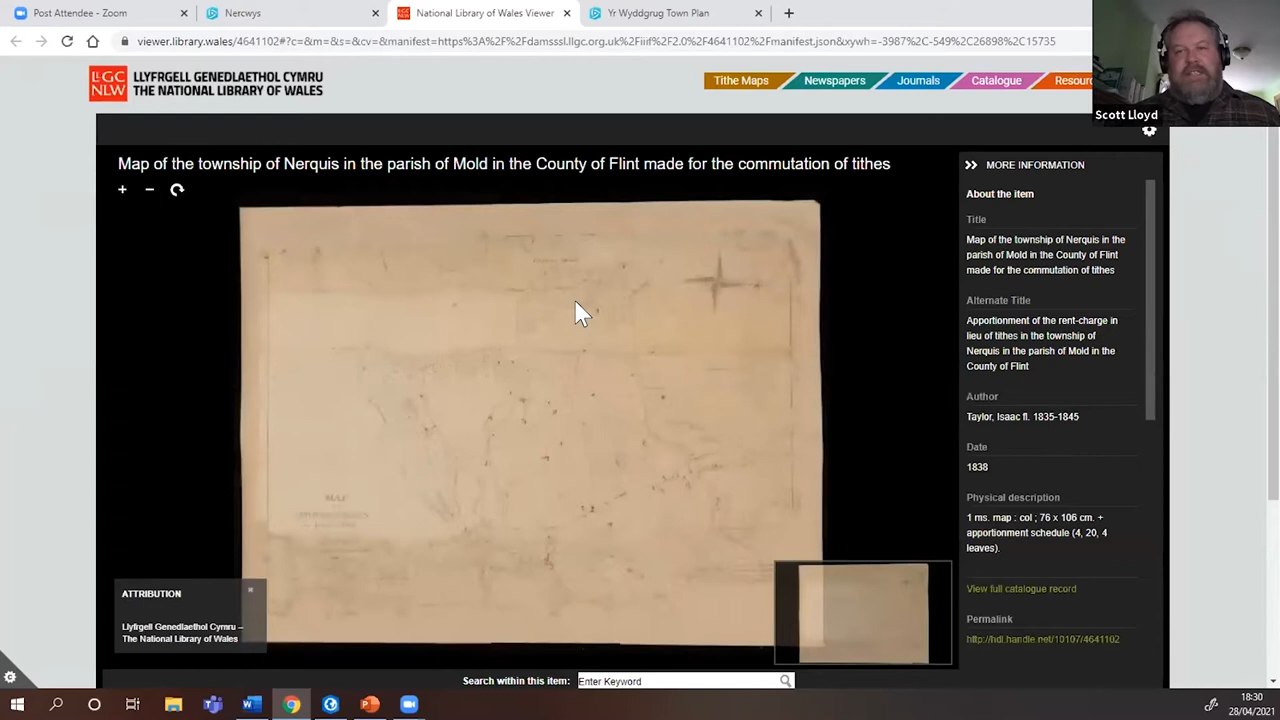 Post Attendee - Zoom
Nercwys
National Library of Wales Viewer
Yr Wyddgrug Town Plan
viewer.library.wales/4641102#?c=&m=&s=&cv=&manifest=https%3A%2F%2Fdamsssl.llgc.org.uk%2Fiiif%2F2.0%2F4641102%2Fmanifest.json&xywh=-3987%2C-549%2C26898%2C15735
LLGC
NLW
LLYFRGELL GENEDLAETHOL CYMRU
THE NATIONAL LIBRARY OF WALES
Tithe Maps
Newspapers
Journals
Catalogue
Resour
Scott Lloyd
Map of the township of Nerquis in the parish of Mold in the County of Flint made for the commutation of tithes
MORE INFORMATION
About the item
Title
Map of the township of Nerquis in the
parish of Mold in the County of Flint
made for the commutation of tithes
Alternate Title
Apportionment of the rent-charge in
lieu of tithes in the township of
Nerquis in the parish of Mold in the
County of Flint
Author
Taylor, Isaac fl. 1835-1845
Date
1838
Physical description
1 ms. map : col ; 76 x 106 cm. +
apportionment schedule (4, 20, 4
leaves).
View full catalogue record
Permalink
http://hdl.handle.net/10107/4641102
ATTRIBUTION
Llyfrgell Genedlaethol Cymru –
The National Library of Wales
Search within this item:
Enter Keyword
18:30
28/04/2021